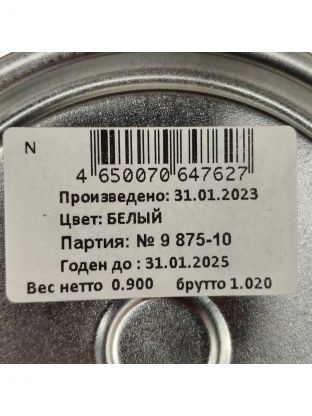 N
4 650070 647627
Произведено: 31.01.2023
Цвет: БЕЛЫЙ
Партия: № 9 875-10
Годен до : 31.01.2025
Вес нетто 0.900 брутто 1.020